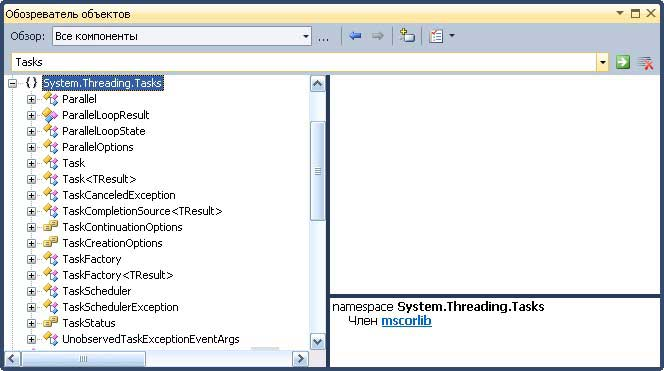 Обозреватель объектов
Обзор: Все компоненты ...
Tasks
{} System.Threading.Tasks
Parallel
ParallelLoopResult
ParallelLoopState
ParallelOptions
Task
Task<TResult>
TaskCanceledException
TaskCompletionSource<TResult>
TaskContinuationOptions
TaskCreationOptions
TaskFactory
TaskFactory<TResult>
TaskScheduler
TaskSchedulerException
TaskStatus
UnobservedTaskExceptionEventArgs
namespace System.Threading.Tasks
Член mscorlib